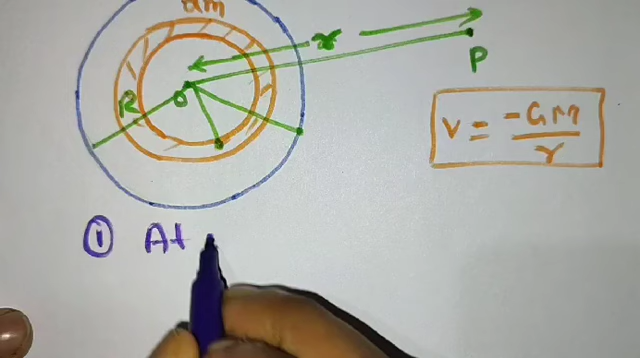 dm
r
P
R
O
V = -GM/r
① At